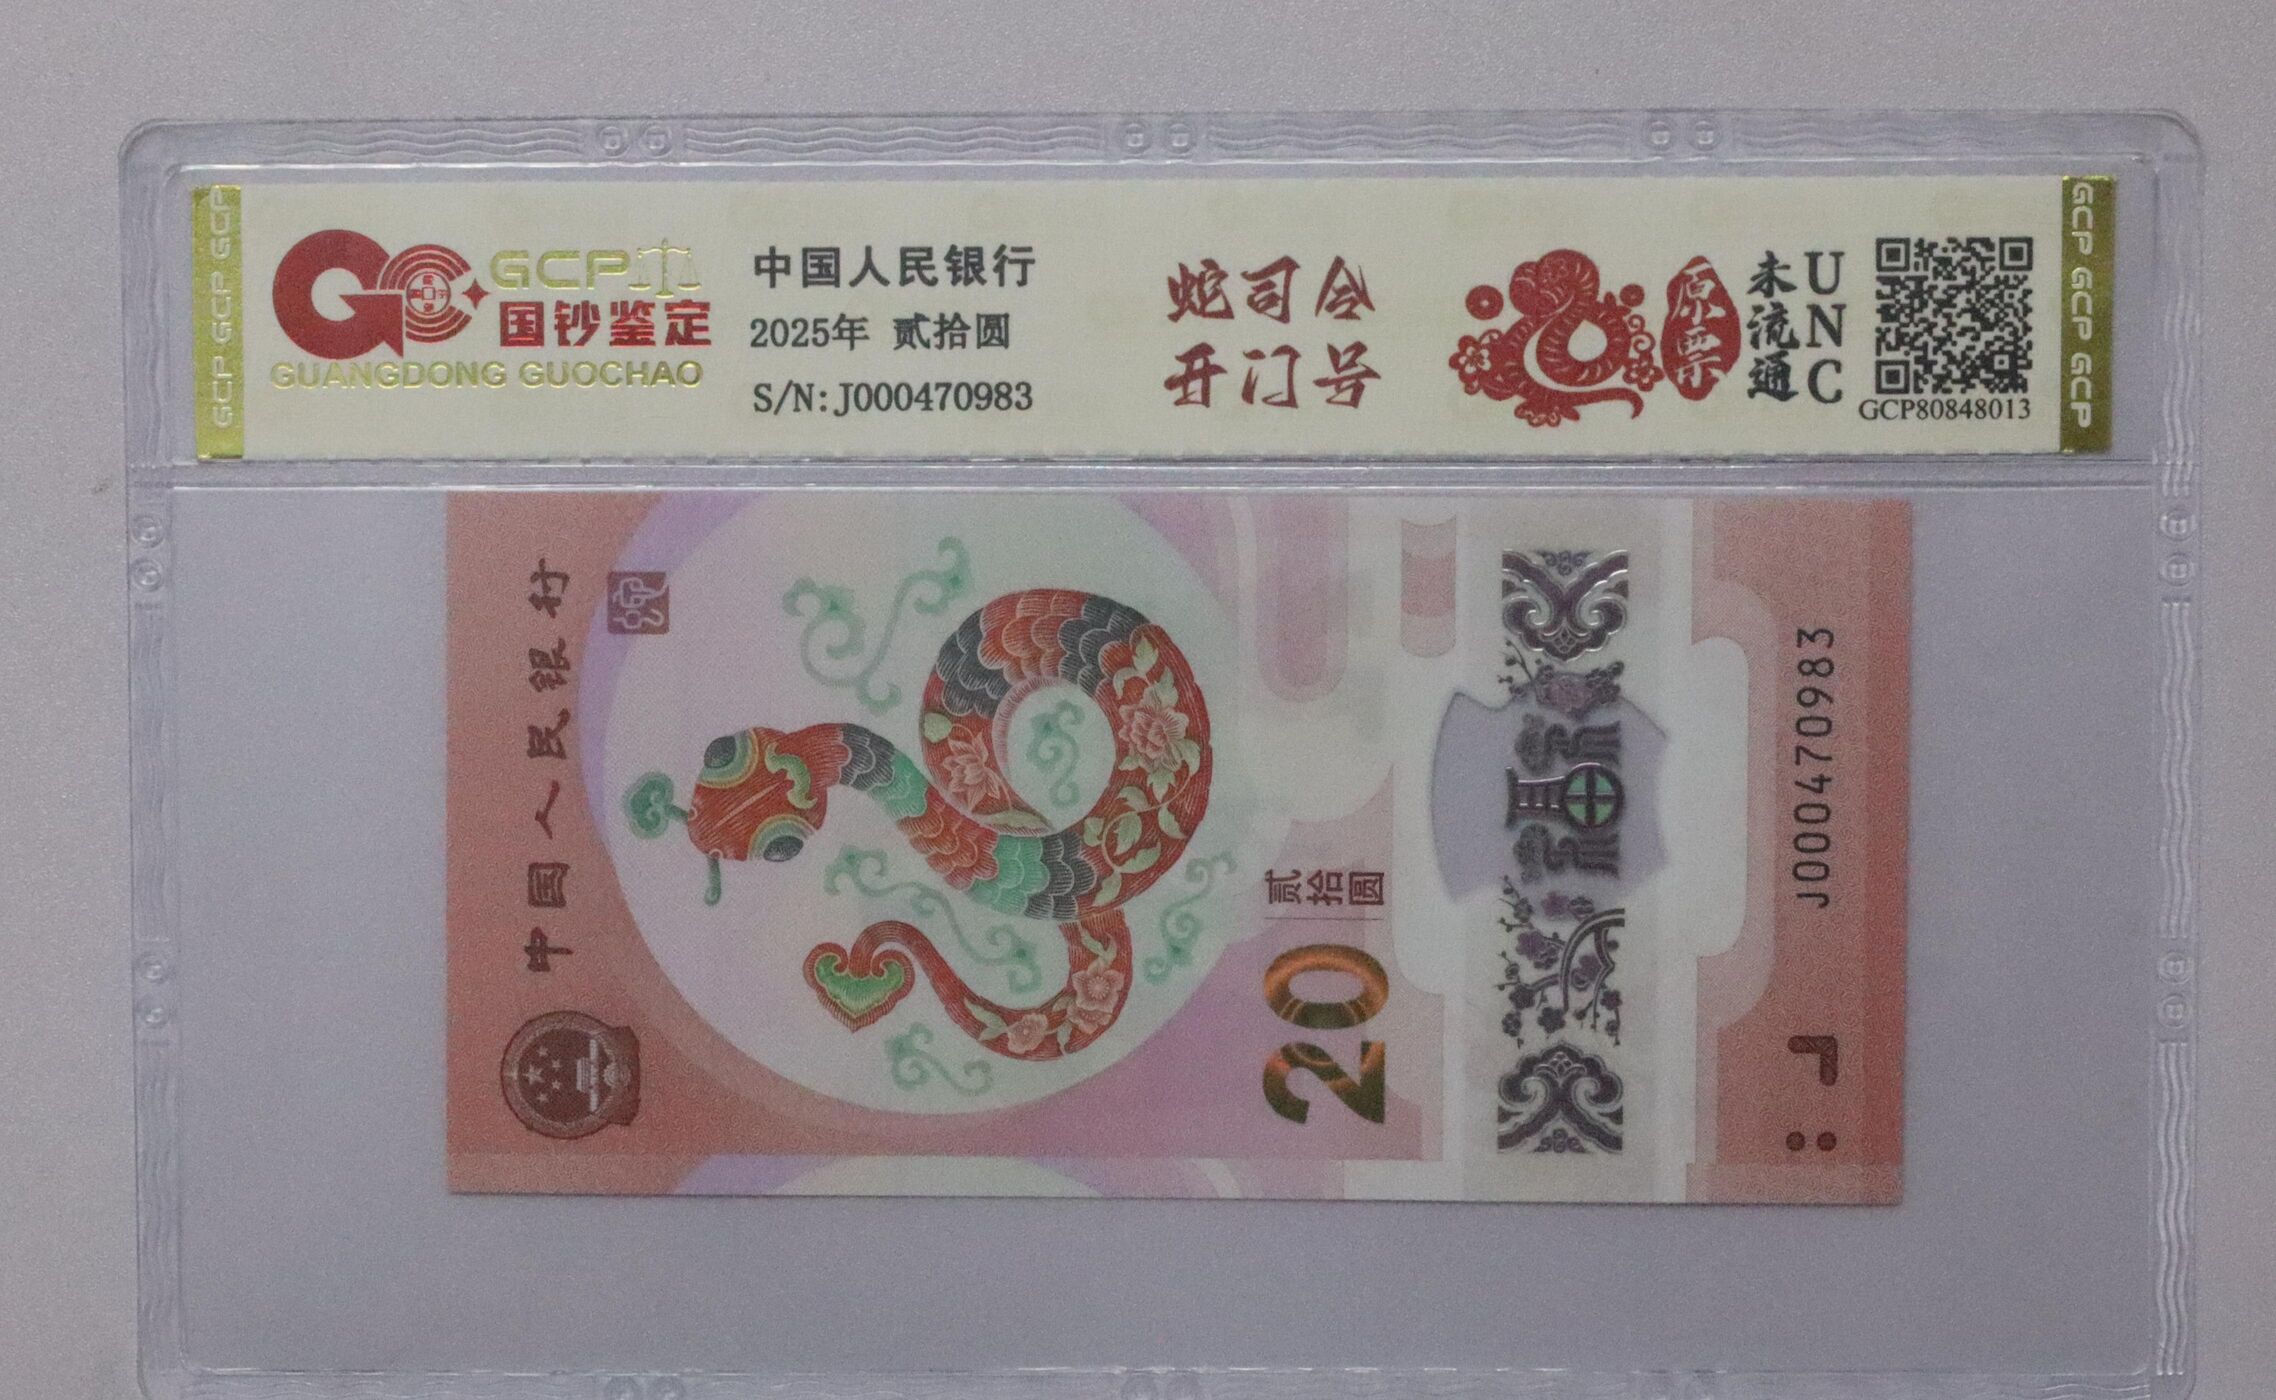 GCP GCP GCP
GCP
国钞鉴定
GUANGDONG GUOCHAO
中国人民银行
2025年 贰拾圆
S/N:J000470983
蛇司令
开门号
原票
未流通
UNC
GCP80848013
GCP GCP GCP
中国人民银行
贰拾圆
20
福
J000470983